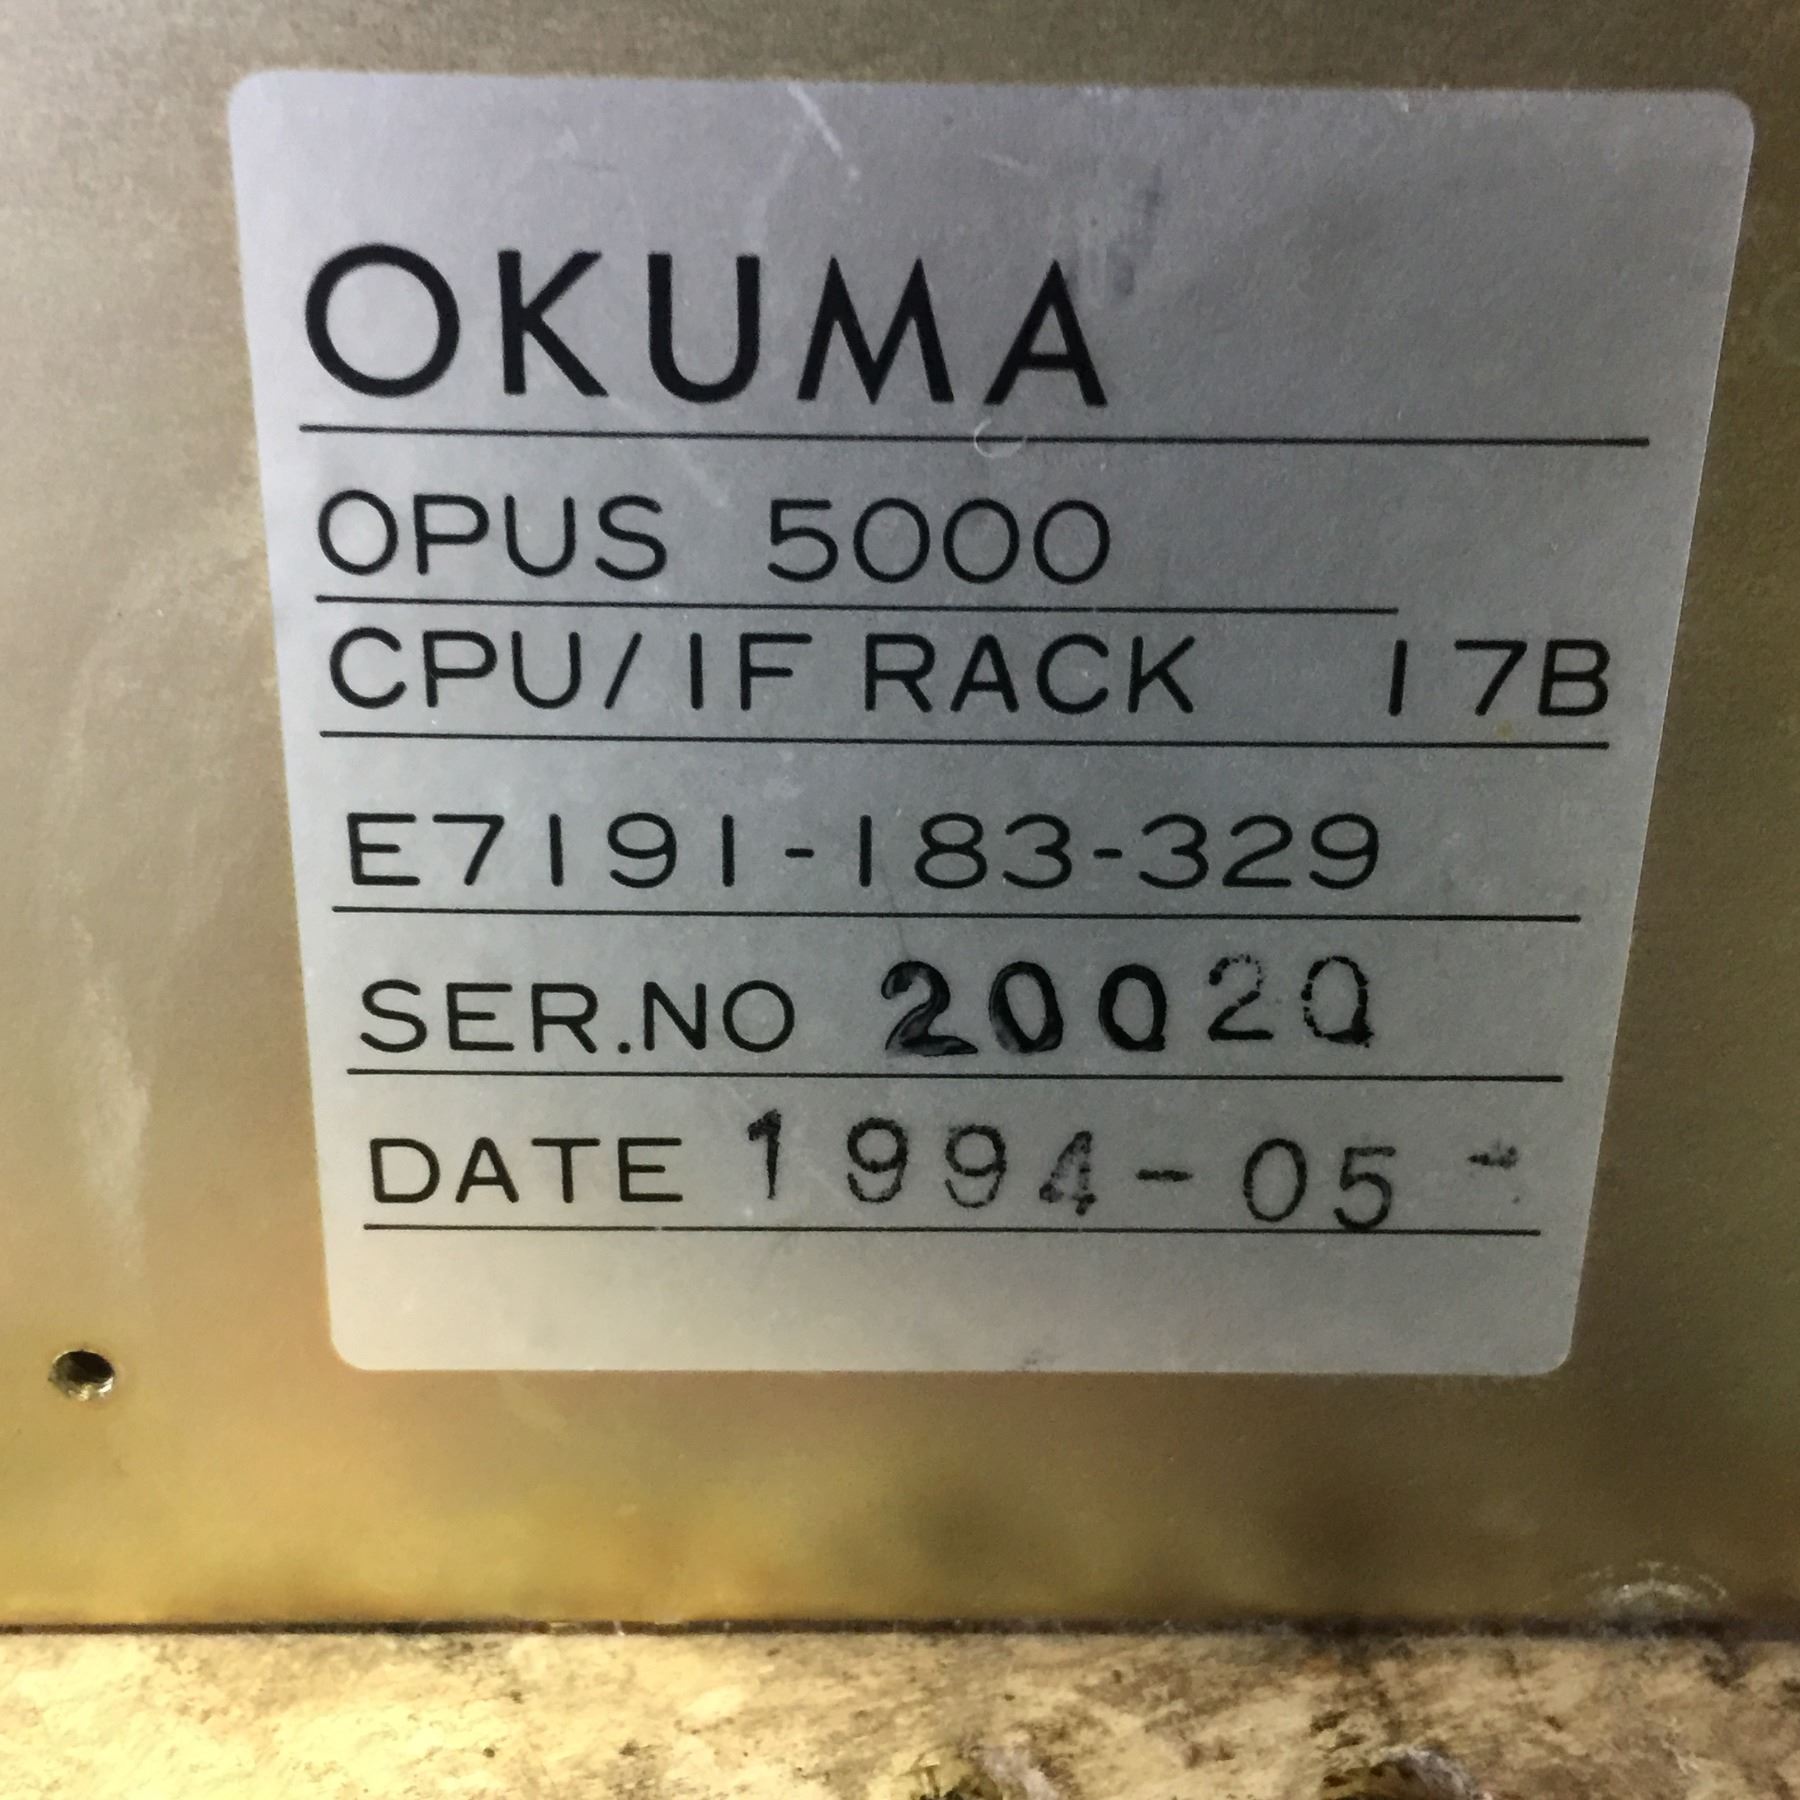 OKUMA
OPUS 5000
CPU/IF RACK 17B
E7191-183-329
SER.NO 20020
DATE 1994-05-